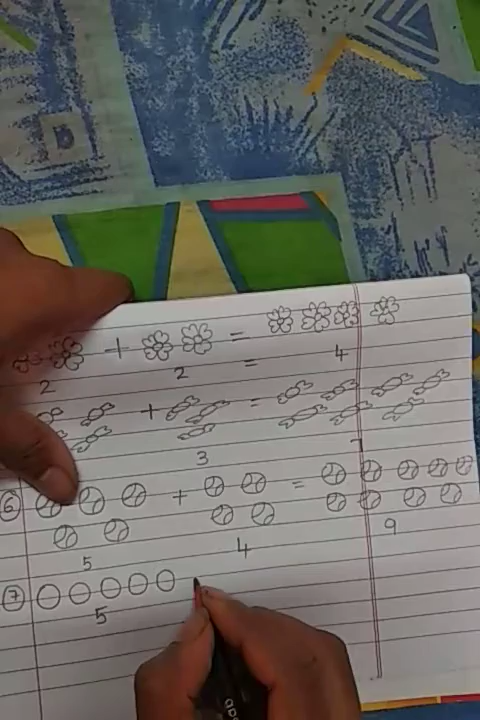 + =
2 2 = 4
+ =
3 7
6 + =
5 4 9
7
5